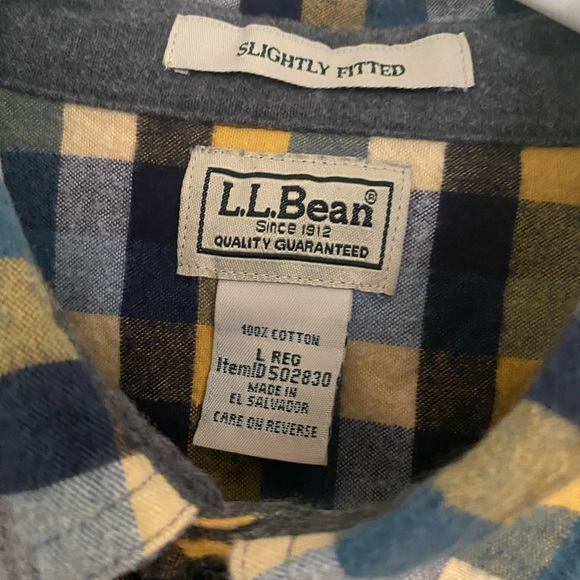 SLIGHTLY FITTED
L.L.Bean®
Since 1912
QUALITY GUARANTEED
100% COTTON
L REG
ItemID502830
MADE IN
EL SALVADOR
CARE ON REVERSE